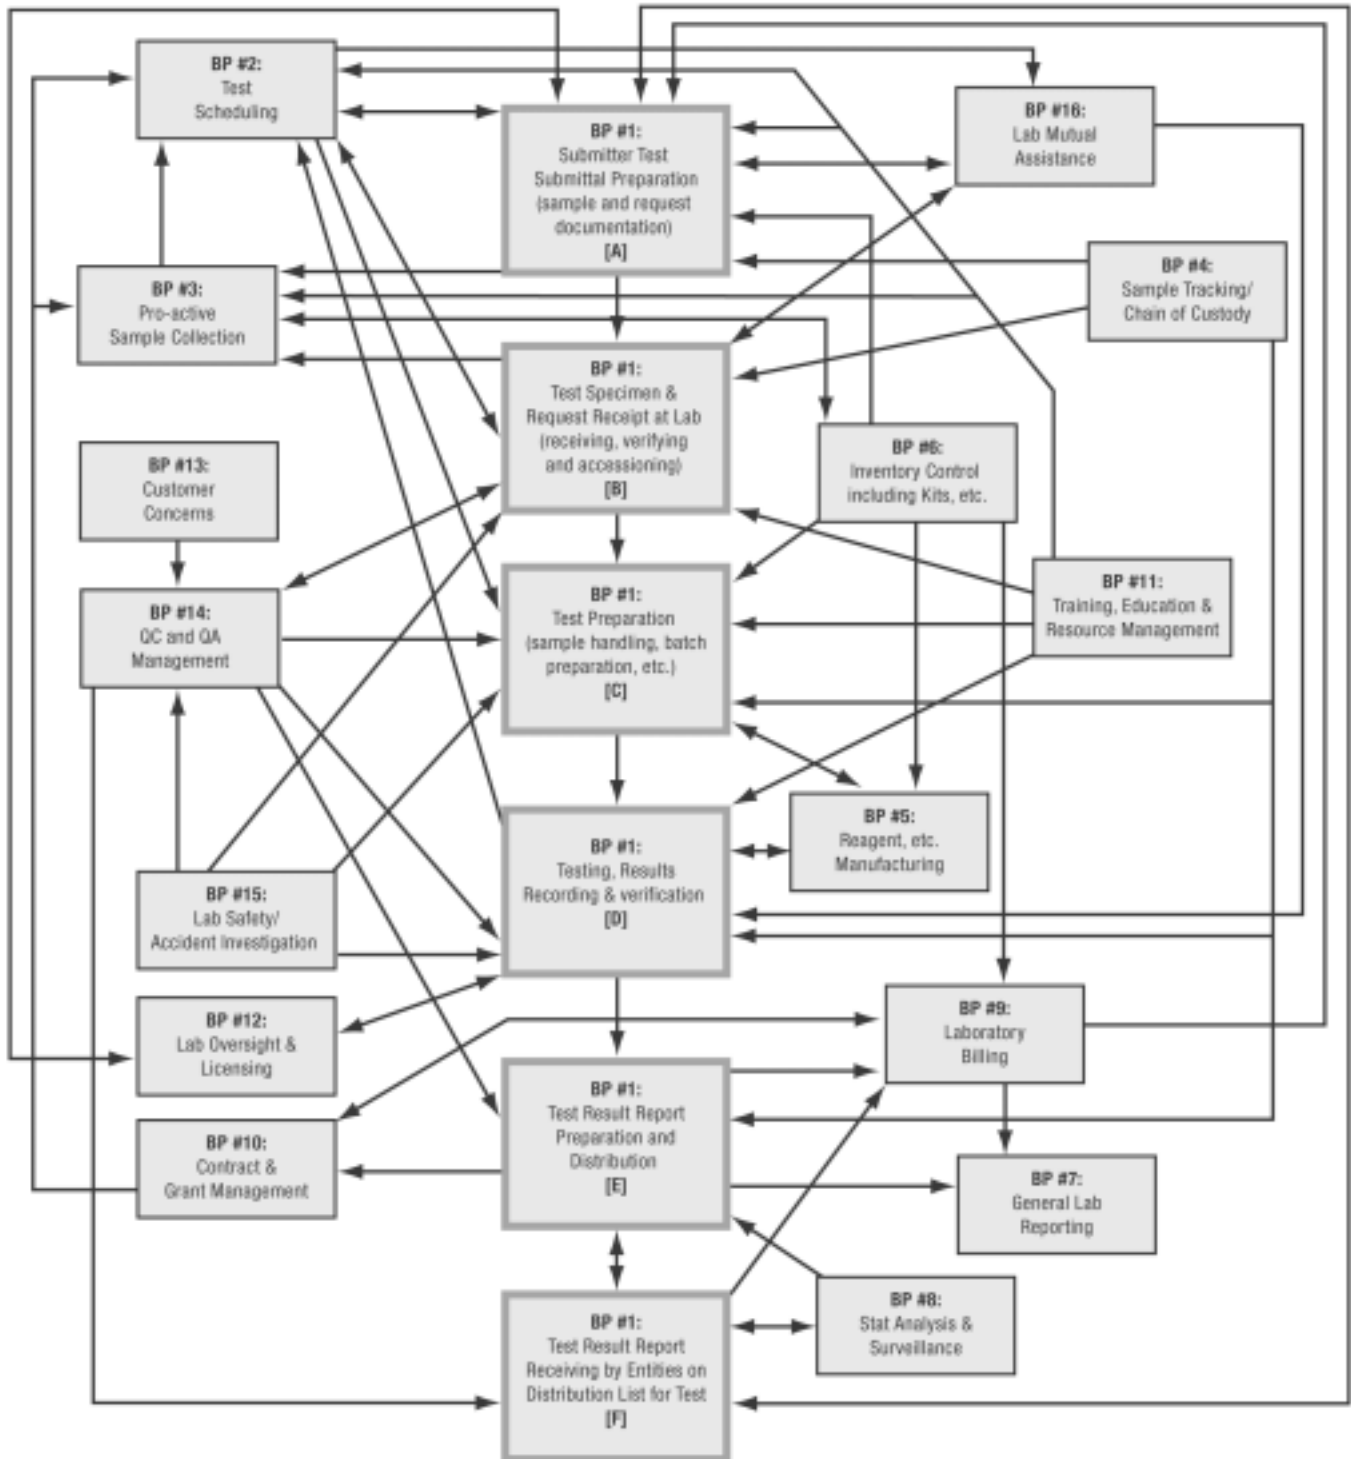 BP #2:
Test
Scheduling
BP #1:
Submitter Test
Submittal Preparation
(sample and request
documentation)
[A]
BP #16:
Lab Mutual
Assistance
BP #3:
Pro-active
Sample Collection
BP #4:
Sample Tracking/
Chain of Custody
BP #1:
Test Specimen &
Request Receipt at Lab
(receiving, verifying
and accessioning)
[B]
BP #13:
Customer
Concerns
BP #6:
Inventory Control
including Kits, etc.
BP #14:
QC and QA
Management
BP #1:
Test Preparation
(sample handling, batch
preparation, etc.)
[C]
BP #11:
Training, Education &
Resource Management
BP #5:
Reagent, etc.
Manufacturing
BP #15:
Lab Safety/
Accident Investigation
BP #1:
Testing, Results
Recording & verification
[D]
BP #12:
Lab Oversight &
Licensing
BP #9:
Laboratory
Billing
BP #10:
Contract &
Grant Management
BP #1:
Test Result Report
Preparation and
Distribution
[E]
BP #7:
General Lab
Reporting
BP #8:
Stat Analysis &
Surveillance
BP #1:
Test Result Report
Receiving by Entities on
Distribution List for Test
[F]